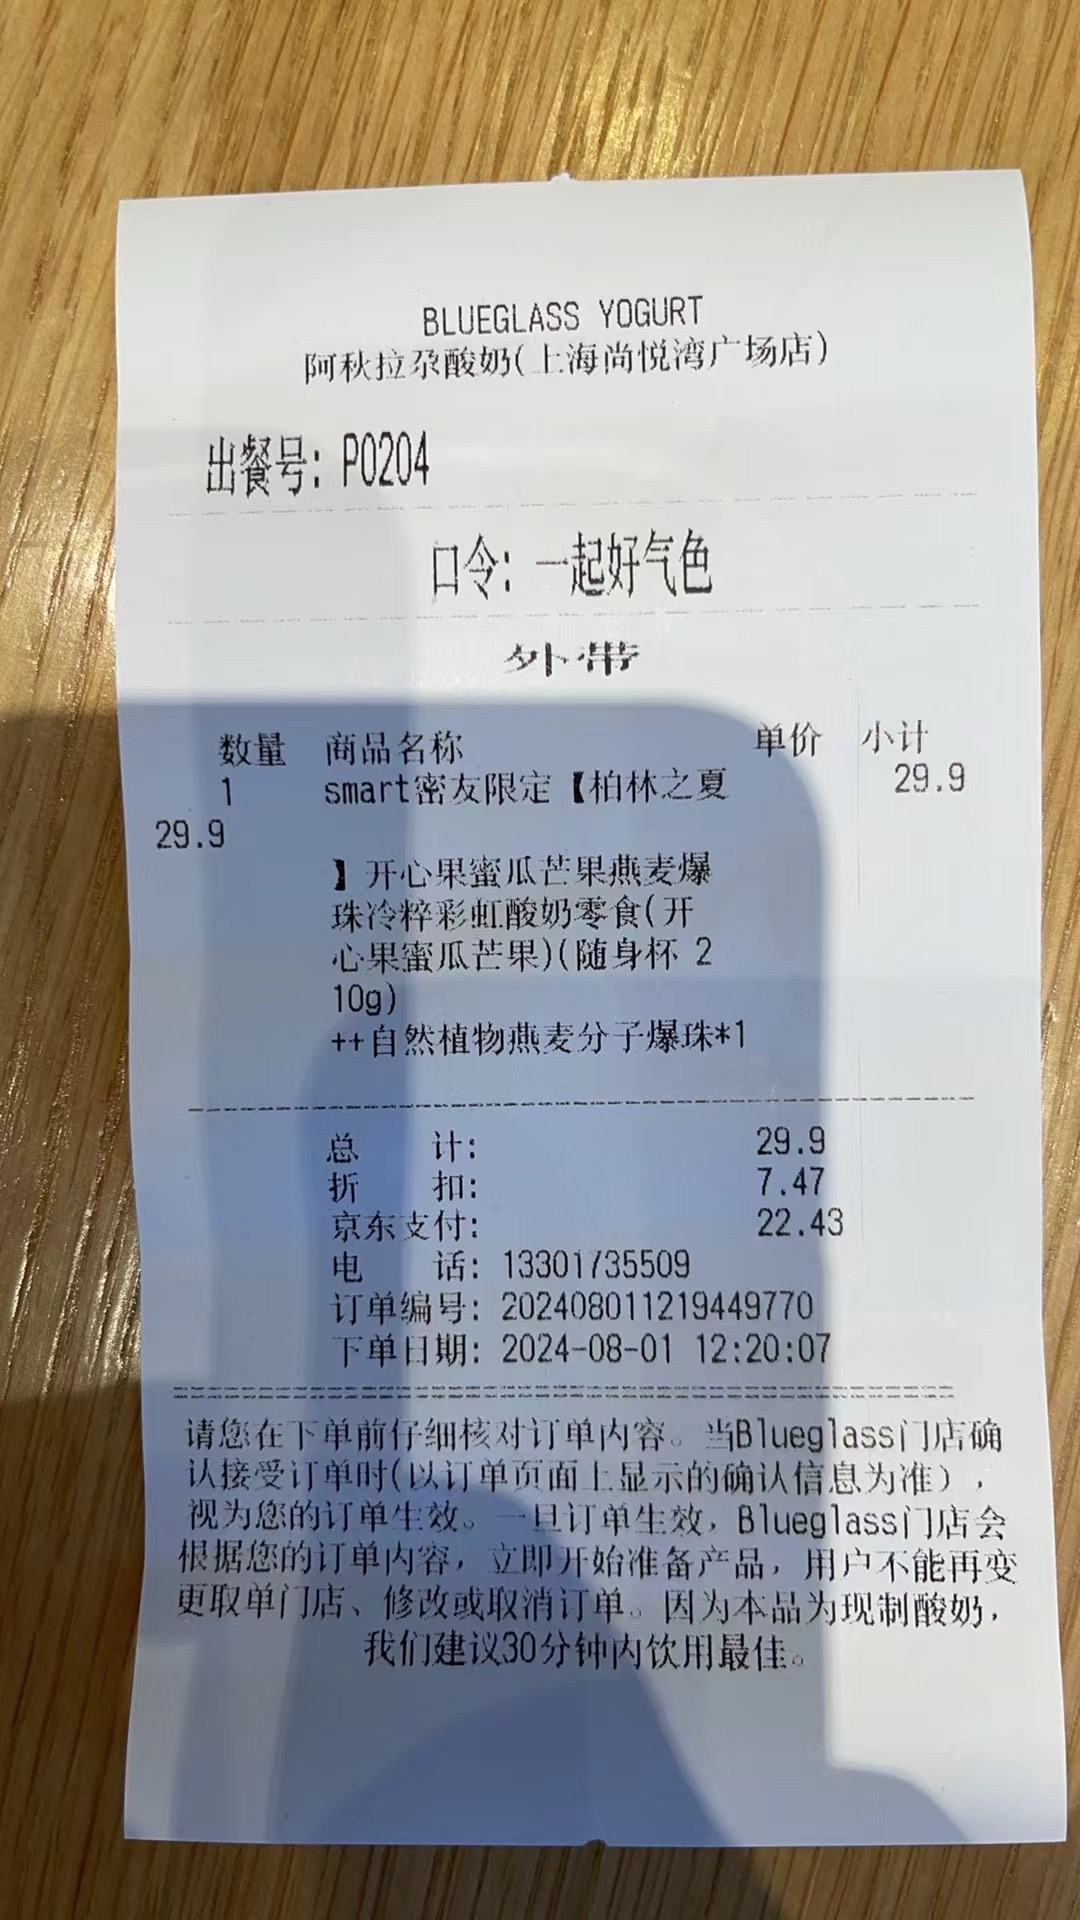 BLUEGLASS YOGURT
阿秋拉尕酸奶(上海尚悦湾广场店)
出餐号: P0204
口令: 一起好气色
外带
数量 商品名称 单价 小计
1 smart密友限定【柏林之夏 29.9
29.9
】开心果蜜瓜芒果燕麦爆
珠冷粹彩虹酸奶零食(开
心果蜜瓜芒果)(随身杯 2
10g)
++自然植物燕麦分子爆珠*1
总 计: 29.9
折 扣: 7.47
京东支付: 22.43
电 话: 13301735509
订单编号: 202408011219449770
下单日期: 2024-08-01 12:20:07
请您在下单前仔细核对订单内容。当Blueglass门店确
认接受订单时(以订单页面上显示的确认信息为准),
视为您的订单生效。一旦订单生效, Blueglass门店会
根据您的订单内容, 立即开始准备产品, 用户不能再变
更取单门店、修改或取消订单。因为本品为现制酸奶,
我们建议30分钟内饮用最佳。